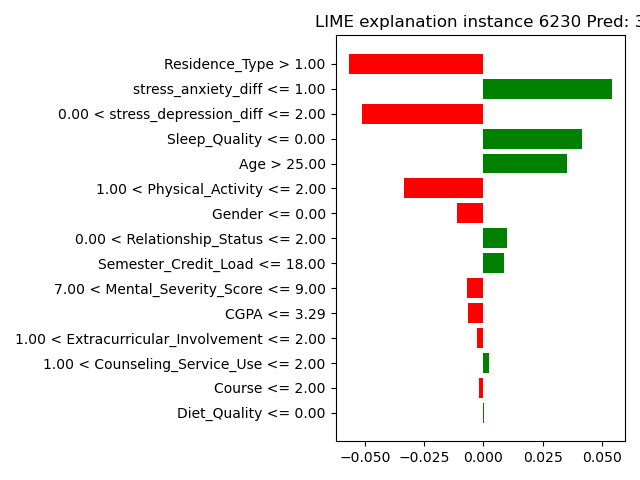 LIME explanation instance 6230 Pred: 3
Residence_Type > 1.00
stress_anxiety_diff <= 1.00
0.00 < stress_depression_diff <= 2.00
Sleep_Quality <= 0.00
Age > 25.00
1.00 < Physical_Activity <= 2.00
Gender <= 0.00
0.00 < Relationship_Status <= 2.00
Semester_Credit_Load <= 18.00
7.00 < Mental_Severity_Score <= 9.00
CGPA <= 3.29
1.00 < Extracurricular_Involvement <= 2.00
1.00 < Counseling_Service_Use <= 2.00
Course <= 2.00
Diet_Quality <= 0.00
−0.050 −0.025 0.000 0.025 0.050